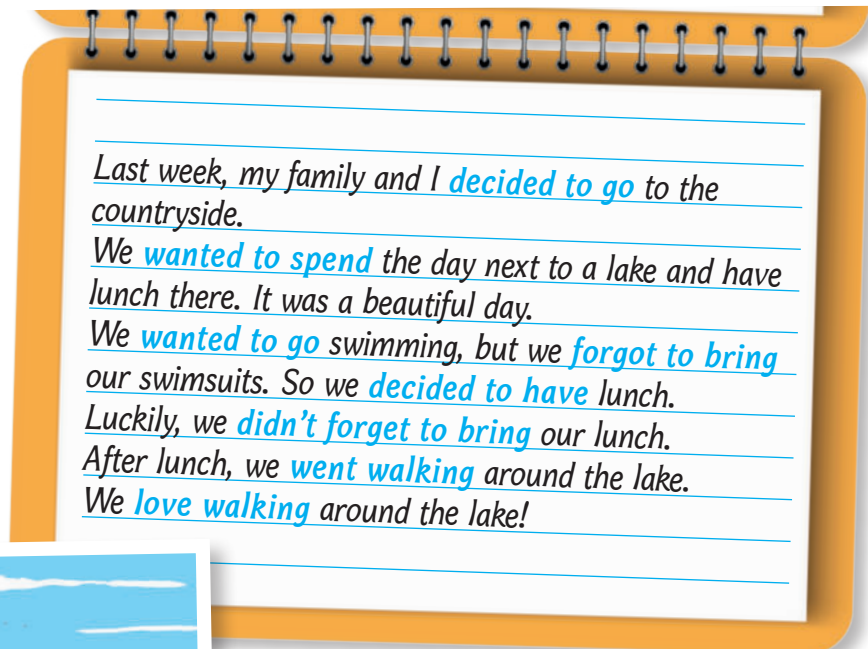 Last week, my family and I decided to go to the
countryside.
We wanted to spend the day next to a lake and have
lunch there. It was a beautiful day.
We wanted to go swimming, but we forgot to bring
our swimsuits. So we decided to have lunch.
Luckily, we didn't forget to bring our lunch.
After lunch, we went walking around the lake.
We love walking around the lake!